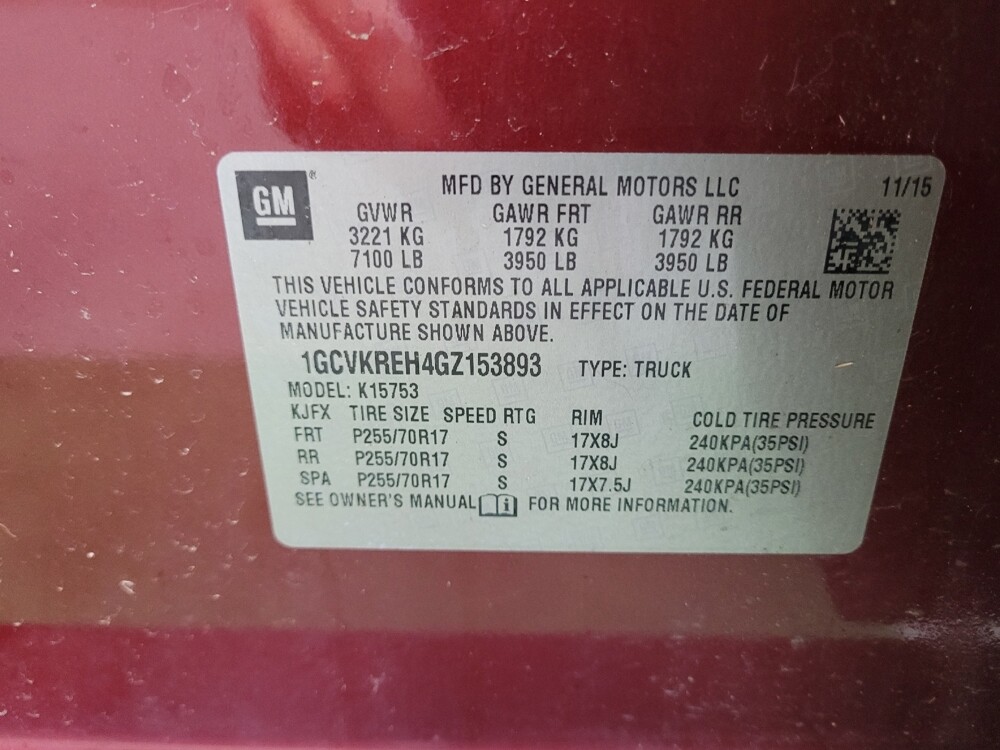 GM ® MFD BY GENERAL MOTORS LLC 11/15
GVWR GAWR FRT GAWR RR
3221 KG 1792 KG 1792 KG
7100 LB 3950 LB 3950 LB
THIS VEHICLE CONFORMS TO ALL APPLICABLE U.S. FEDERAL MOTOR
VEHICLE SAFETY STANDARDS IN EFFECT ON THE DATE OF
MANUFACTURE SHOWN ABOVE.
1GCVKREH4GZ153893 TYPE: TRUCK
MODEL: K15753
KJFX TIRE SIZE SPEED RTG RIM COLD TIRE PRESSURE
FRT P255/70R17 S 17X8J 240KPA(35PSI)
RR P255/70R17 S 17X8J 240KPA(35PSI)
SPA P255/70R17 S 17X7.5J 240KPA(35PSI)
SEE OWNER'S MANUAL i FOR MORE INFORMATION.